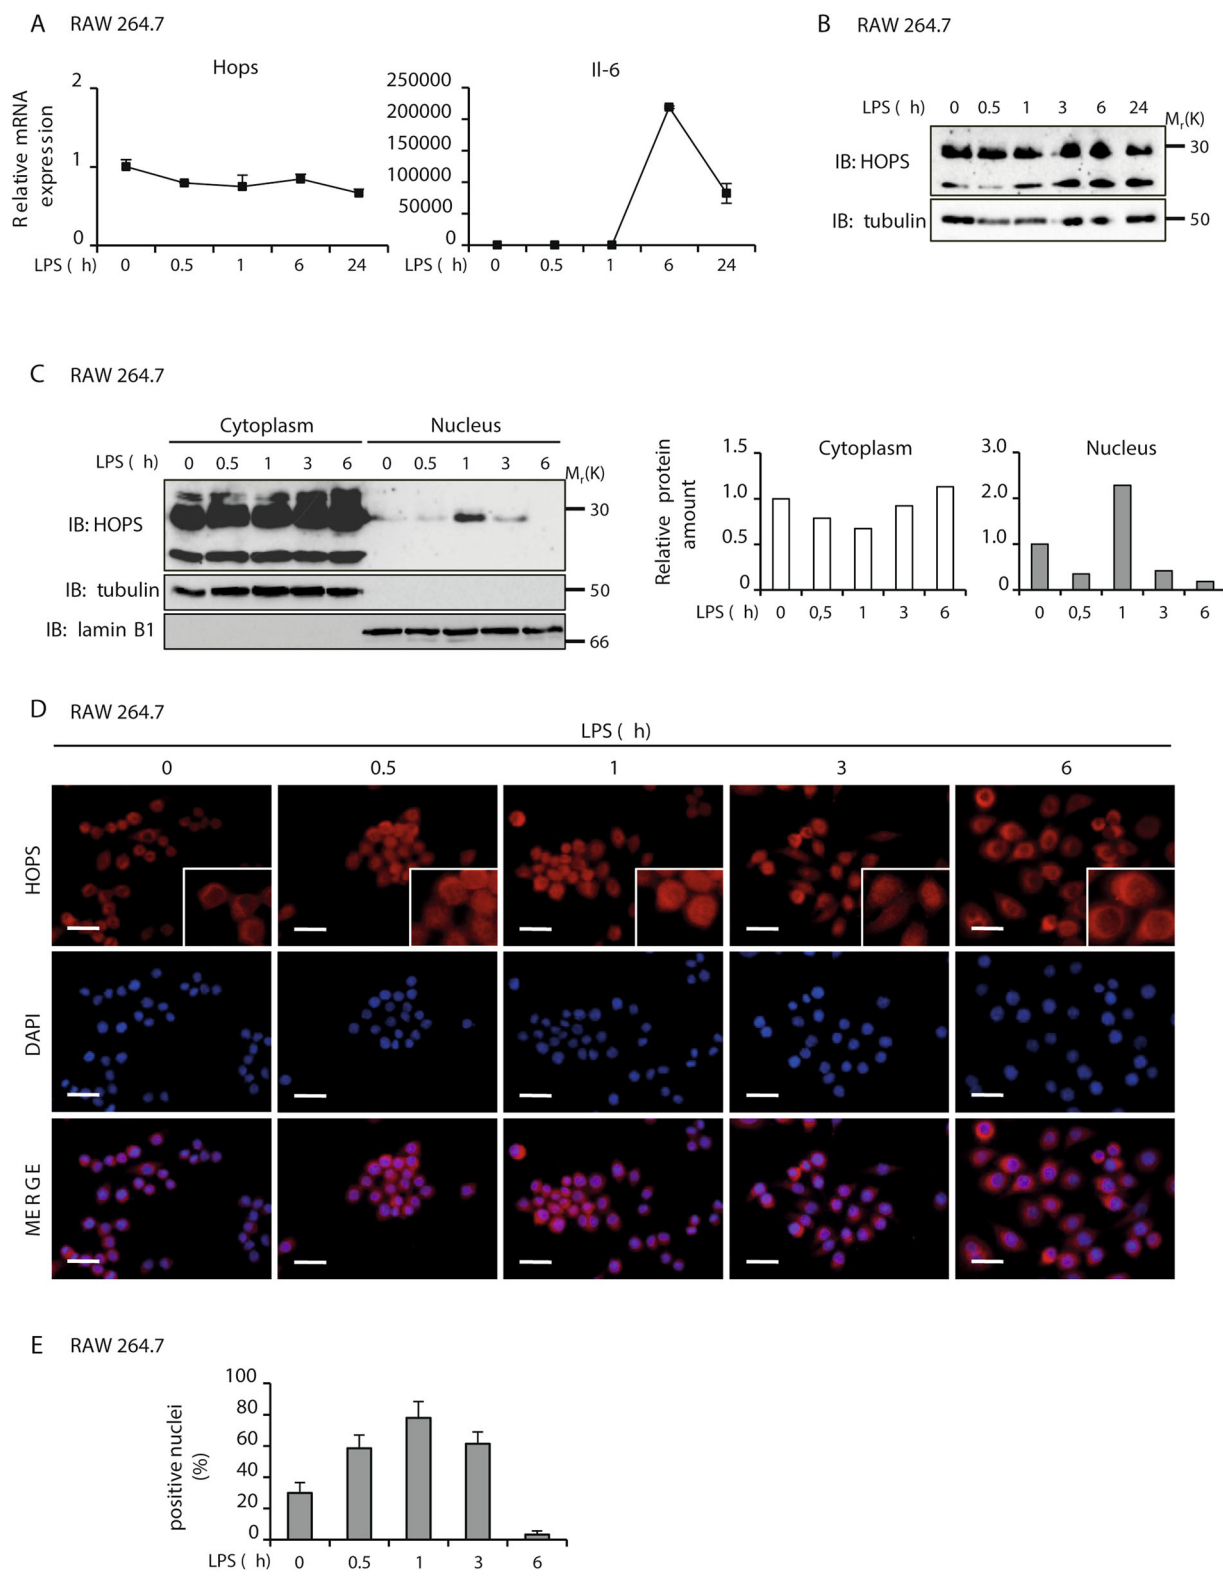 A RAW 264.7
Hops
Relative mRNA
expression
2
1
0
LPS ( h) 0 0.5 1 6 24
Il-6
250000
200000
150000
100000
50000
0
0 0.5 1 6 24
B RAW 264.7
LPS ( h) 0 0.5 1 3 6 24
Mr(K)
IB: HOPS
30
IB: tubulin
50
C RAW 264.7
Cytoplasm Nucleus
LPS ( h) 0 0.5 1 3 6 0 0.5 1 3 6
Mr(K)
IB: HOPS
30
IB: tubulin
50
IB: lamin B1
66
Relative protein
amount
Cytoplasm
1.5
1.0
0.5
0
LPS ( h) 0 0,5 1 3 6
Nucleus
3.0
2.0
1.0
0
0 0,5 1 3 6
D RAW 264.7
LPS ( h)
0 0.5 1 3 6
HOPS
DAPI
MERGE
E RAW 264.7
positive nuclei
(%)
100
80
60
40
20
0
LPS ( h) 0 0.5 1 3 6